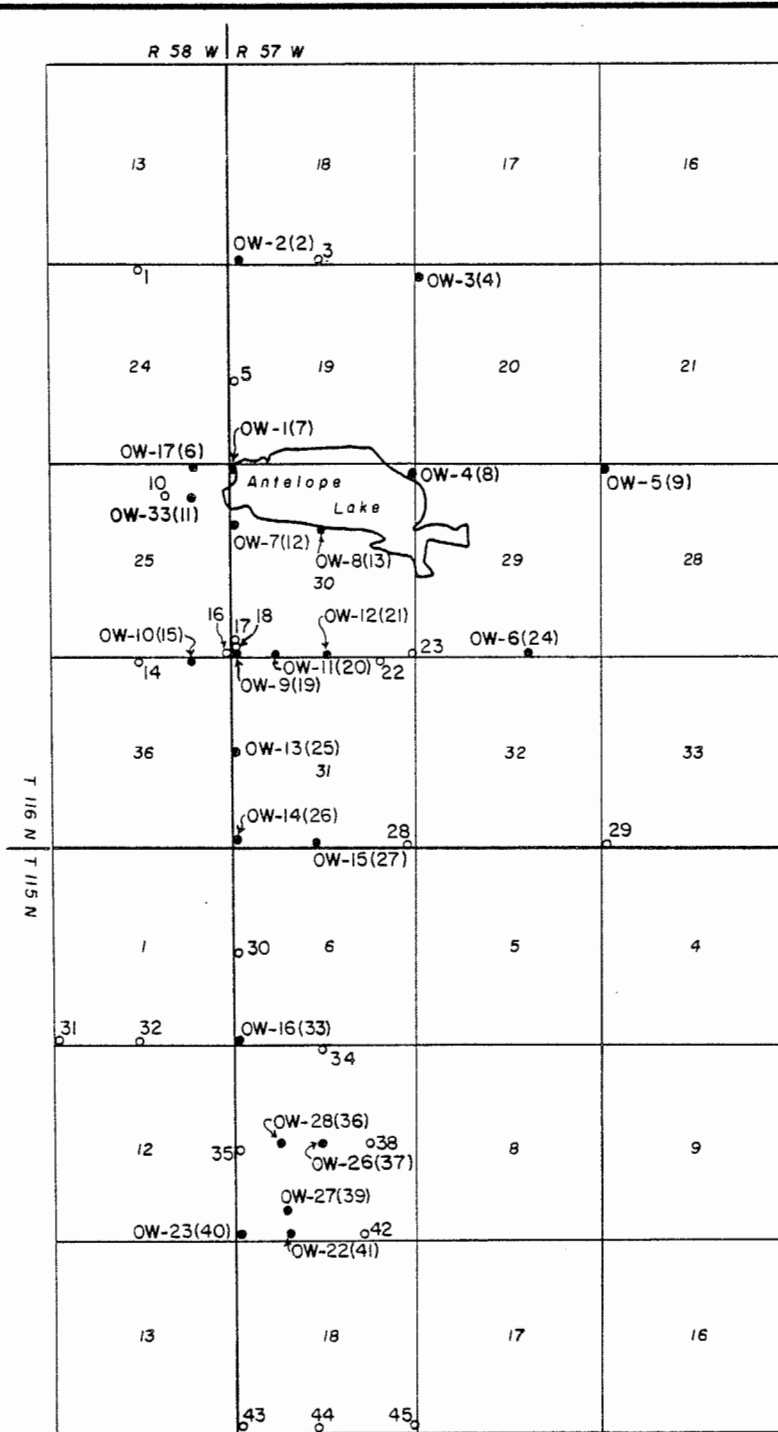 R 58 W R 57 W
13 18 17 16
OW-2(2) 3
1 OW-3(4)
24 5 19 20 21
OW-1(7)
OW-17(6)
10 Antelope OW-4(8) OW-5(9)
Lake
OW-33(11)
OW-7(12)
25 OW-8(13) 29 28
30
16 17 18 OW-12(21)
OW-10(15) 23 OW-6(24)
14 OW-11(20) 22
OW-9(19)
36 OW-13(25) 32 33
31
T 116 N T 115 N
OW-14(26)
28 29
OW-15(27)
1 30 6 5 4
31 32 OW-16(33)
34
OW-28(36)
12 35 38 8 9
OW-26(37)
OW-27(39)
OW-23(40) 42
OW-22(41)
13 18 17 16
43 44 45